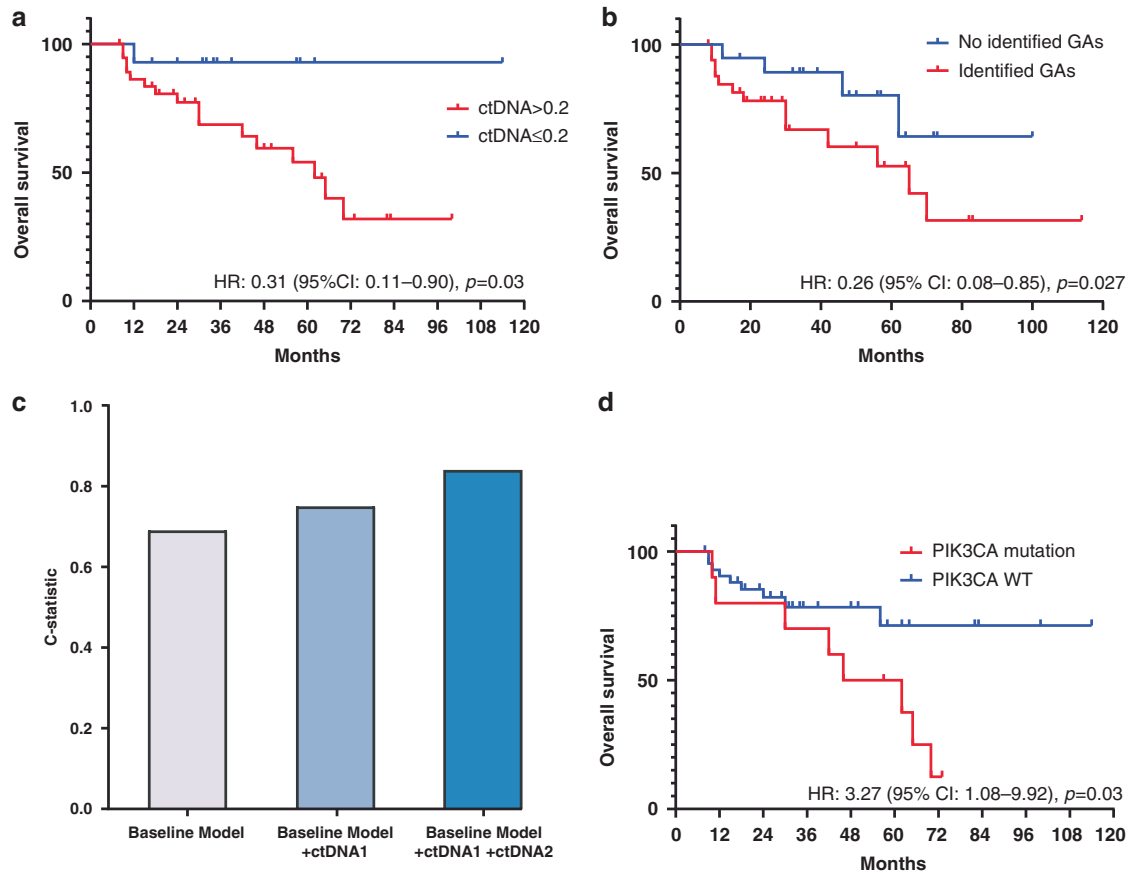 a
100
50
0
Overall survival
ctDNA>0.2
ctDNA≤0.2
HR: 0.31 (95%CI: 0.11–0.90), p=0.03
0 12 24 36 48 60 72 84 96 108 120
Months
b
100
50
0
Overall survival
No identified GAs
Identified GAs
HR: 0.26 (95% CI: 0.08–0.85), p=0.027
0 20 40 60 80 100 120
Months
c
1.0
0.8
0.6
0.4
0.2
0.0
C-statistic
Baseline Model
Baseline Model
+ctDNA1
Baseline Model
+ctDNA1 +ctDNA2
d
100
50
0
Overall survival
PIK3CA mutation
PIK3CA WT
HR: 3.27 (95% CI: 1.08–9.92), p=0.03
0 12 24 36 48 60 72 84 96 108 120
Months